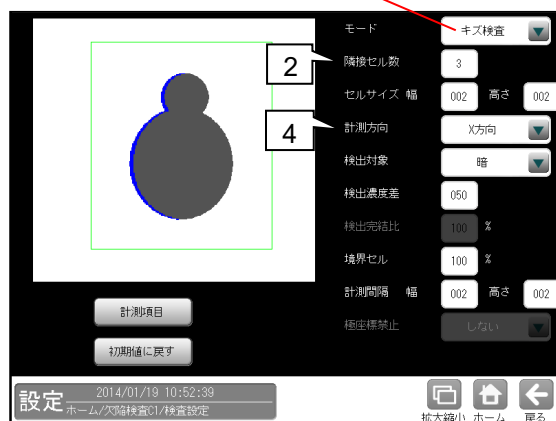 モード キズ検査
2 隣接セル数 3
セルサイズ 幅 002 高さ 002
4 計測方向 X方向
検出対象 暗
検出濃度差 050
検出完結比 100 %
境界セル 100 %
計測間隔 幅 002 高さ 002
極座標禁止 しない
計測項目
初期値に戻す
設定 2014/01/19 10:52:39
ホーム/欠陥検査C1/検査設定
拡大縮小 ホーム 戻る